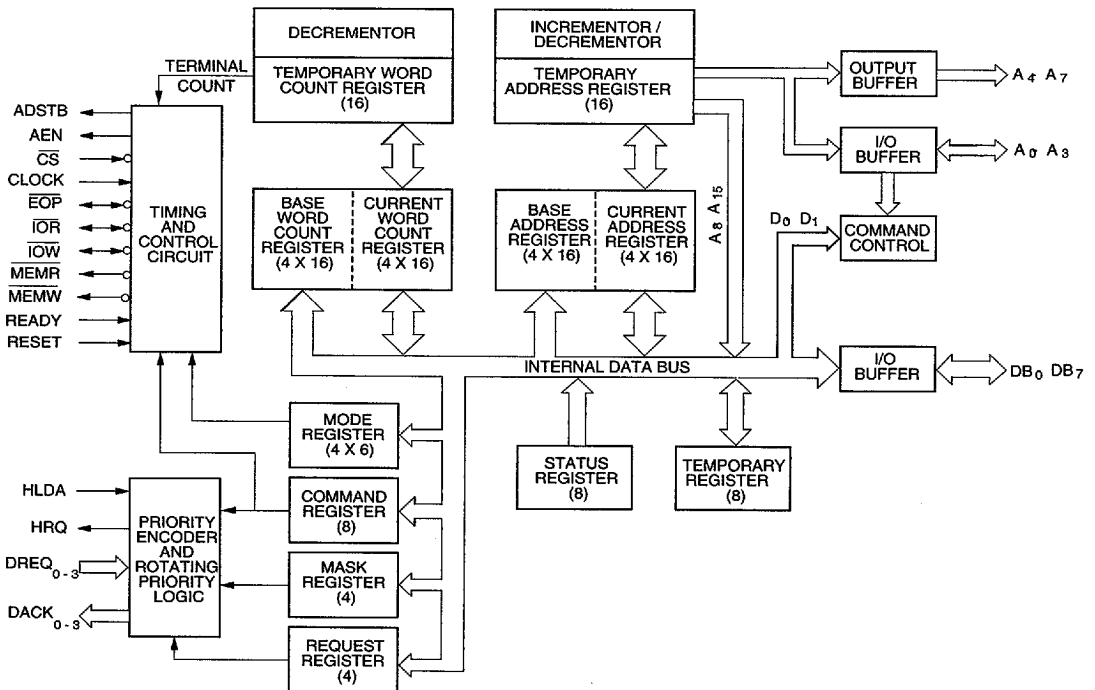 DECREMENTOR
TEMPORARY WORD
COUNT REGISTER
(16)
INCREMENTOR /
DECREMENTOR
TEMPORARY
ADDRESS REGISTER
(16)
OUTPUT
BUFFER
A4 A7
TERMINAL
COUNT
ADSTB
AEN
CS
CLOCK
EOP
IOR
IOW
MEMR
MEMW
READY
RESET
TIMING
AND
CONTROL
CIRCUIT
BASE
WORD
COUNT
REGISTER
(4 X 16)
CURRENT
WORD
COUNT
REGISTER
(4 X 16)
BASE
ADDRESS
REGISTER
(4 X 16)
CURRENT
ADDRESS
REGISTER
(4 X 16)
A8 A15
I/O
BUFFER
A0 A3
D0 D1
COMMAND
CONTROL
INTERNAL DATA BUS
I/O
BUFFER
DB0 DB7
MODE
REGISTER
(4 X 6)
COMMAND
REGISTER
(8)
MASK
REGISTER
(4)
REQUEST
REGISTER
(4)
STATUS
REGISTER
(8)
TEMPORARY
REGISTER
(8)
HLDA
HRQ
DREQ0-3
DACK0-3
PRIORITY
ENCODER
AND
ROTATING
PRIORITY
LOGIC